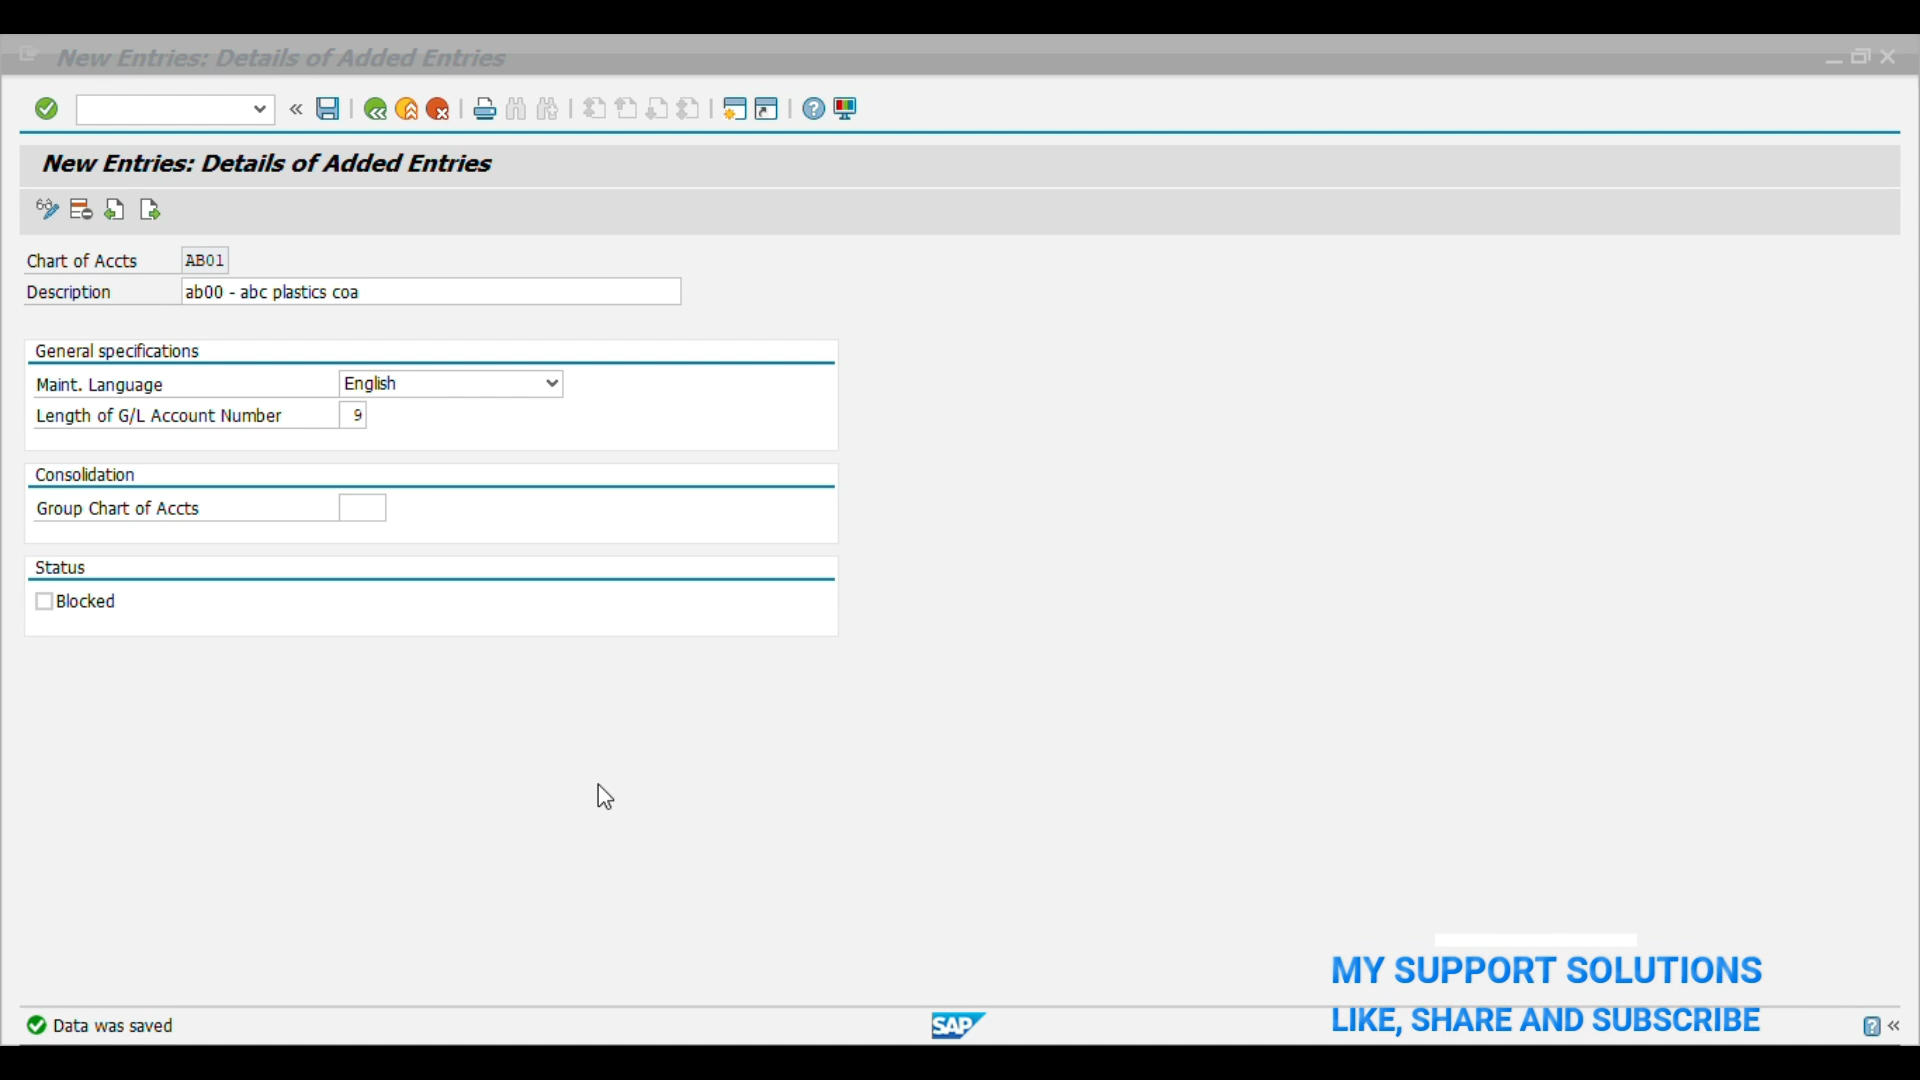 New Entries: Details of Added Entries
New Entries: Details of Added Entries
Chart of Accts AB01
Description ab00 - abc plastics coa
General specifications
Maint. Language English
Length of G/L Account Number 9
Consolidation
Group Chart of Accts
Status
Blocked
MY SUPPORT SOLUTIONS
LIKE, SHARE AND SUBSCRIBE
Data was saved
SAP